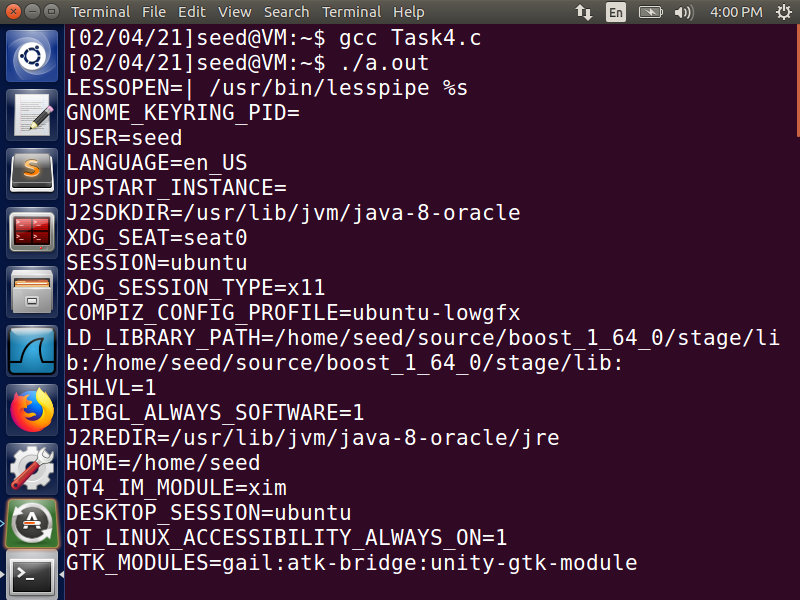 Terminal File Edit View Search Terminal Help En 4:00 PM
[02/04/21]seed@VM:~$ gcc Task4.c
[02/04/21]seed@VM:~$ ./a.out
LESSOPEN=| /usr/bin/lesspipe %s
GNOME_KEYRING_PID=
USER=seed
LANGUAGE=en_US
UPSTART_INSTANCE=
J2SDKDIR=/usr/lib/jvm/java-8-oracle
XDG_SEAT=seat0
SESSION=ubuntu
XDG_SESSION_TYPE=x11
COMPIZ_CONFIG_PROFILE=ubuntu-lowgfx
LD_LIBRARY_PATH=/home/seed/source/boost_1_64_0/stage/li
b:/home/seed/source/boost_1_64_0/stage/lib:
SHLVL=1
LIBGL_ALWAYS_SOFTWARE=1
J2REDIR=/usr/lib/jvm/java-8-oracle/jre
HOME=/home/seed
QT4_IM_MODULE=xim
DESKTOP_SESSION=ubuntu
QT_LINUX_ACCESSIBILITY_ALWAYS_ON=1
GTK_MODULES=gail:atk-bridge:unity-gtk-module